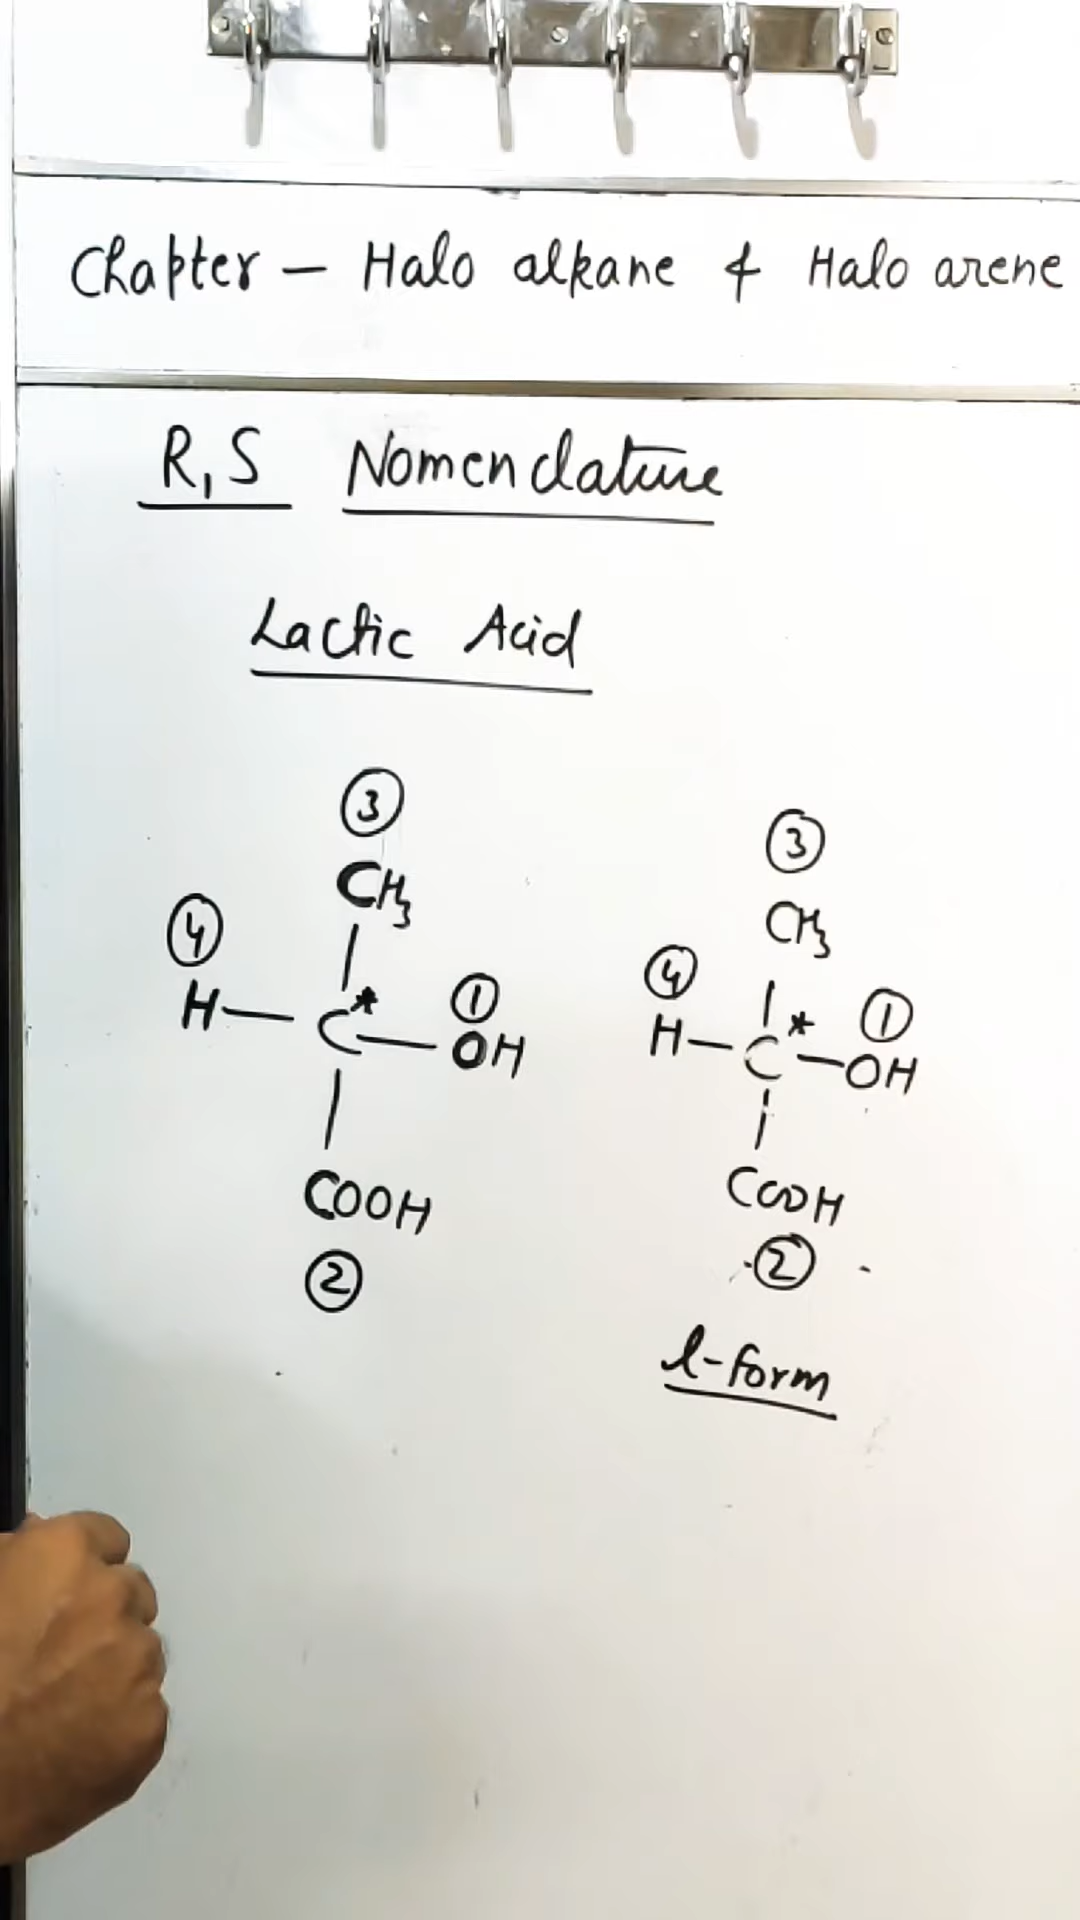 Chapter – Halo alkane & Halo arene
R,S Nomenclature
Lactic Acid
③ ③
CH₃ CH₃
④ ④
H–C*–OH ① H–C*–OH ①
COOH COOH
② ②
l-form